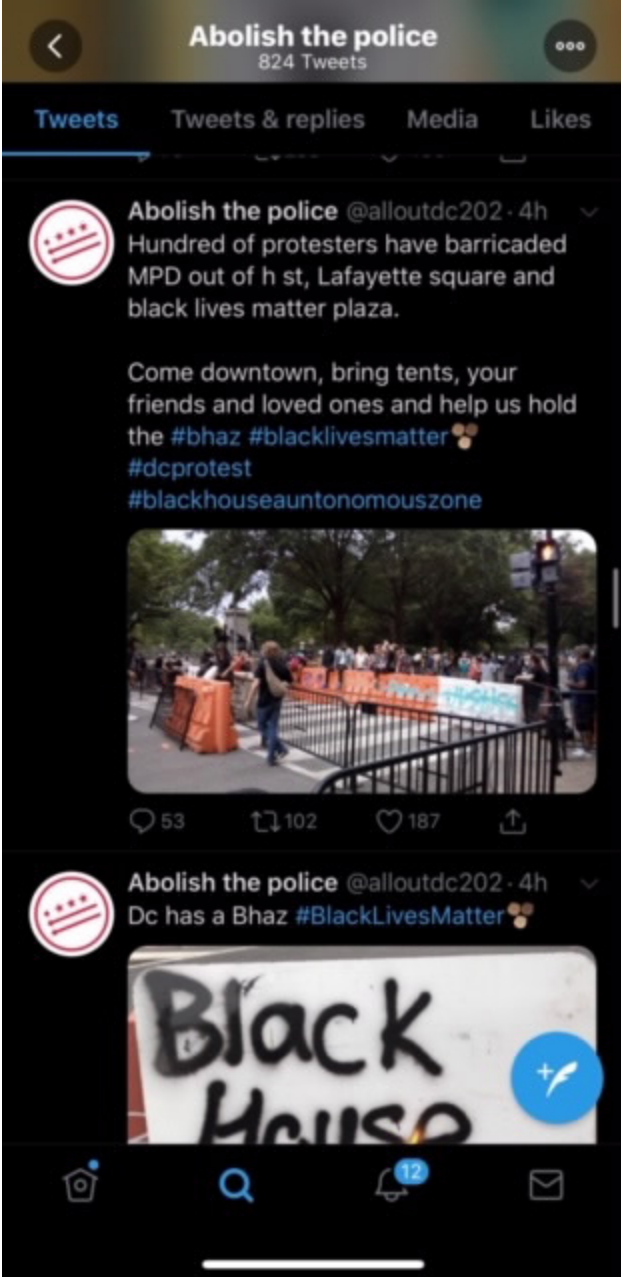 Abolish the police
824 Tweets
Tweets Tweets & replies Media Likes
Abolish the police @alloutdc202 · 4h
Hundred of protesters have barricaded
MPD out of h st, Lafayette square and
black lives matter plaza.
Come downtown, bring tents, your
friends and loved ones and help us hold
the #bhaz #blacklivesmatter
#dcprotest
#blackhouseauntonomouszone
53 102 187
Abolish the police @alloutdc202 · 4h
Dc has a Bhaz #BlackLivesMatter
Black
House
12